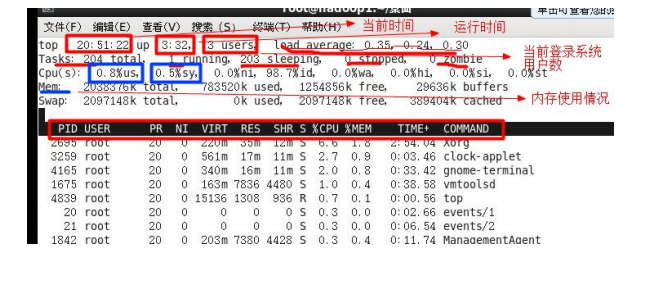 root@hadoop1:~/桌面
文件(F) 编辑(E) 查看(V) 搜索(S) 终端(T) 帮助(H) 当前时间 运行时间
top 20:51:22 up 3:32, 3 users, load average: 0.35, 0.24, 0.30
当前登录系统用户数
Tasks: 204 total, 1 running, 203 sleeping, 0 stopped, 0 zombie
Cpu(s): 0.8%us, 0.5%sy, 0.0%ni, 98.7%id, 0.0%wa, 0.0%hi, 0.0%si, 0.0%st
Mem: 2038376k total, 783520k used, 1254856k free, 29636k buffers
内存使用情况
Swap: 2097148k total, 0k used, 2097148k free, 389404k cached
PID USER PR NI VIRT RES SHR S %CPU %MEM TIME+ COMMAND
2695 root 20 0 220m 35m 12m S 6.6 1.8 2:54.04 Xorg
3259 root 20 0 561m 17m 11m S 2.7 0.9 0:03.46 clock-applet
4165 root 20 0 340m 16m 11m S 2.0 0.8 0:33.42 gnome-terminal
1675 root 20 0 163m 7836 4480 S 1.0 0.4 0:38.58 vmtoolsd
4839 root 20 0 15136 1308 936 R 0.7 0.1 0:00.56 top
20 root 20 0 0 0 0 S 0.3 0.0 0:02.66 events/1
21 root 20 0 0 0 0 S 0.3 0.0 0:06.54 events/2
1842 root 20 0 203m 7380 4428 S 0.3 0.4 0:11.74 ManagementAgent